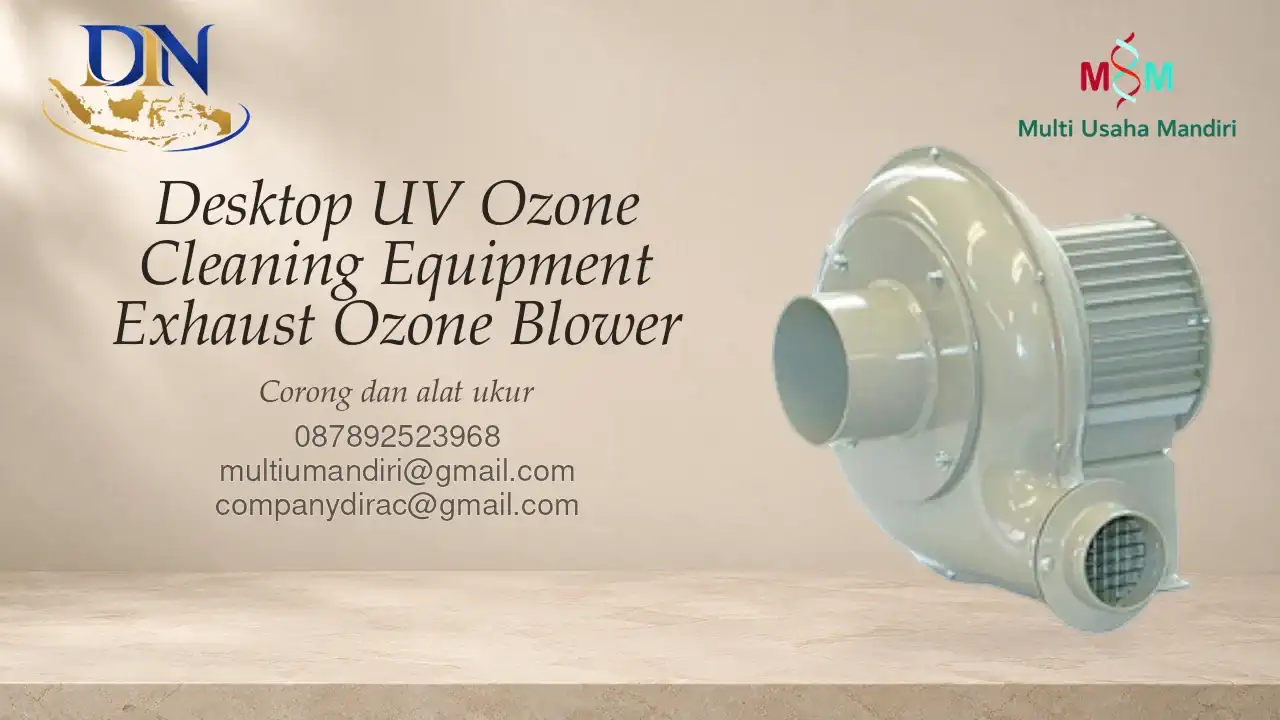 DIN
MSM
Multi Usaha Mandiri
Desktop UV Ozone
Cleaning Equipment
Exhaust Ozone Blower
Corong dan alat ukur
087892523968
multiumandiri@gmail.com
companydirac@gmail.com